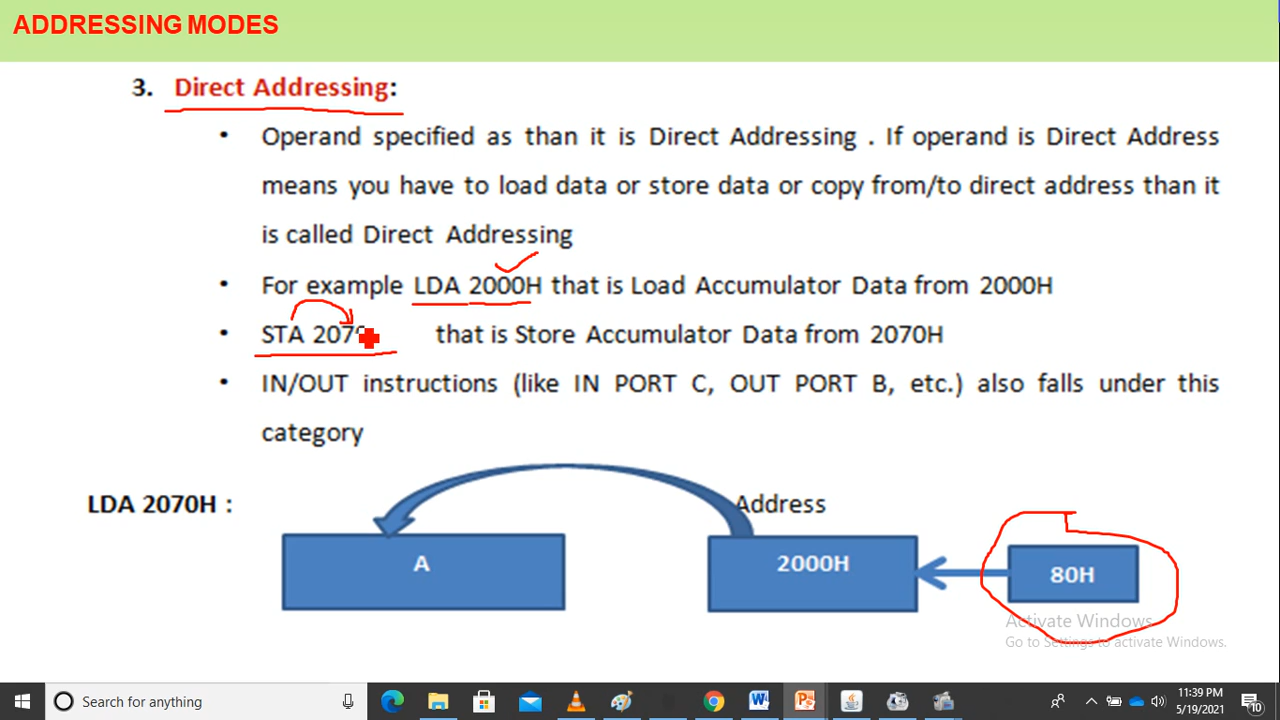 ADDRESSING MODES
3. Direct Addressing:
• Operand specified as than it is Direct Addressing . If operand is Direct Address
means you have to load data or store data or copy from/to direct address than it
is called Direct Addressing
• For example LDA 2000H that is Load Accumulator Data from 2000H
• STA 207 that is Store Accumulator Data from 2070H
• IN/OUT instructions (like IN PORT C, OUT PORT B, etc.) also falls under this
category
LDA 2070H :
Address
A
2000H
80H
Activate Windows
Go to Settings to activate Windows.
Search for anything
11:39 PM
5/19/2021
10